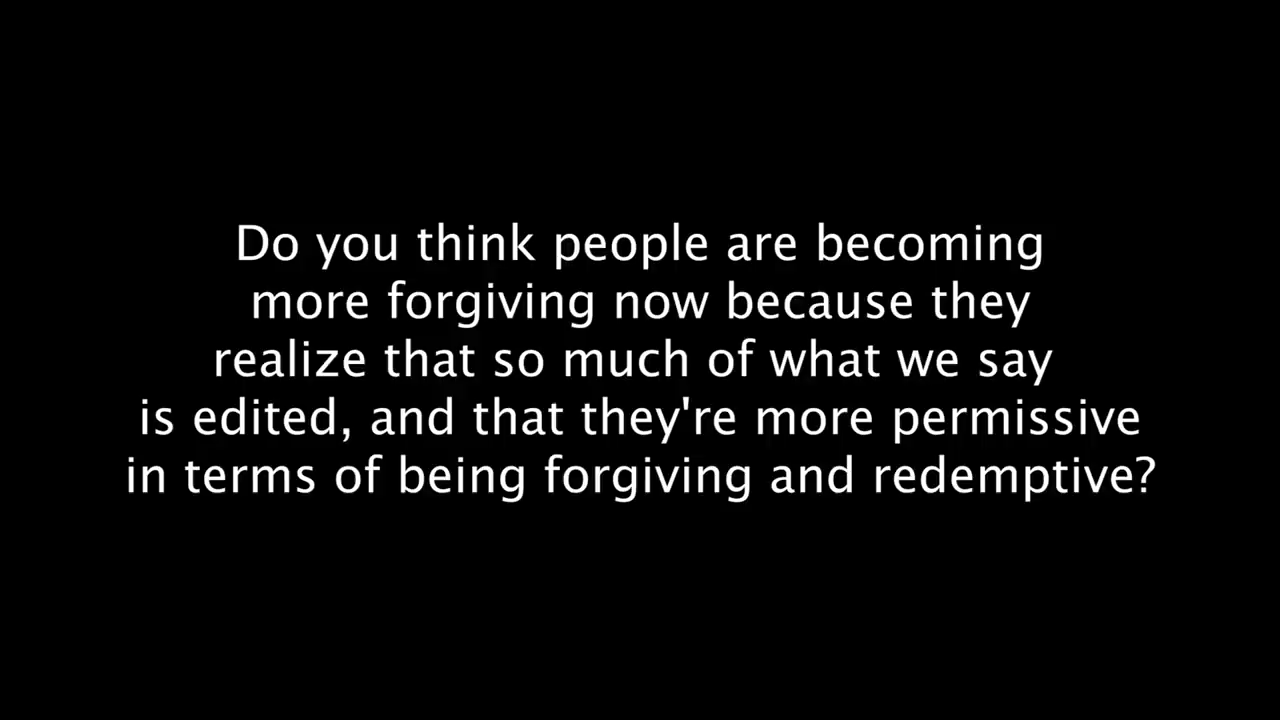 Do you think people are becoming
more forgiving now because they
realize that so much of what we say
is edited, and that they're more permissive
in terms of being forgiving and redemptive?